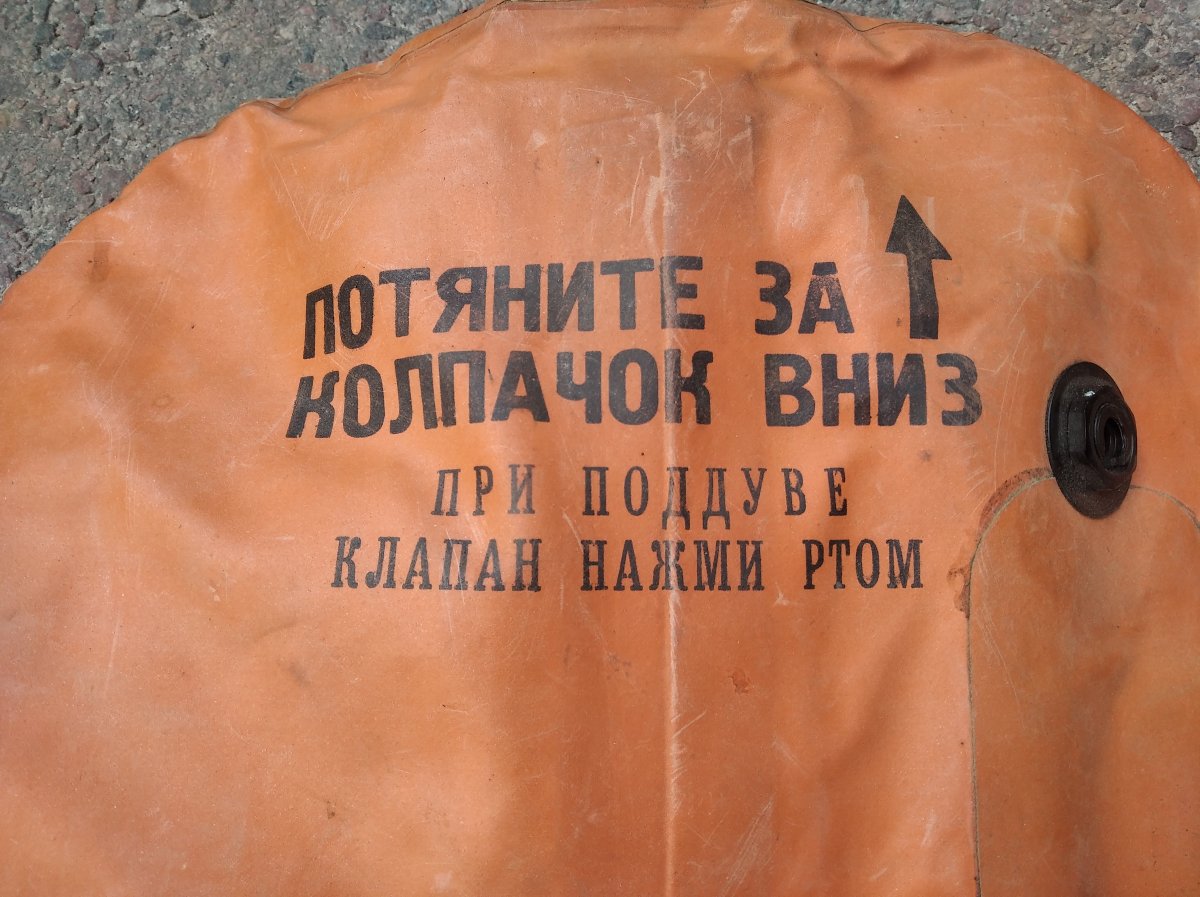 ПОТЯНИТЕ ЗА
КОЛПАЧОК ВНИЗ
ПРИ ПОДДУВЕ
КЛАПАН НАЖМИ РТОМ